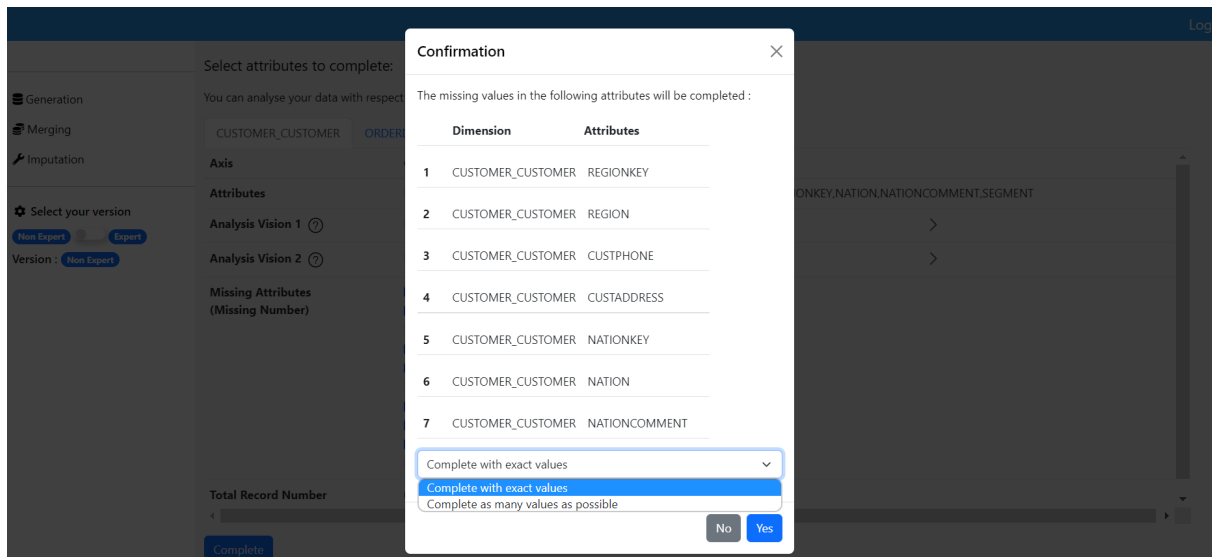 Log
Confirmation
Select attributes to complete:
Generation
You can analyse your data with respect
The missing values in the following attributes will be completed :
Merging
CUSTOMER_CUSTOMER
ORDER
Dimension Attributes
Imputation
Axis
1 CUSTOMER_CUSTOMER REGIONKEY
Attributes
ONKEY,NATION,NATIONCOMMENT,SEGMENT
Select your version
2 CUSTOMER_CUSTOMER REGION
Analysis Vision 1 ?
Non Expert Expert
3 CUSTOMER_CUSTOMER CUSTPHONE
Version : Non Expert
Analysis Vision 2 ?
Missing Attributes
(Missing Number)
4 CUSTOMER_CUSTOMER CUSTADDRESS
5 CUSTOMER_CUSTOMER NATIONKEY
6 CUSTOMER_CUSTOMER NATION
7 CUSTOMER_CUSTOMER NATIONCOMMENT
Complete with exact values
Complete with exact values
Total Record Number
Complete as many values as possible
No Yes
Complete